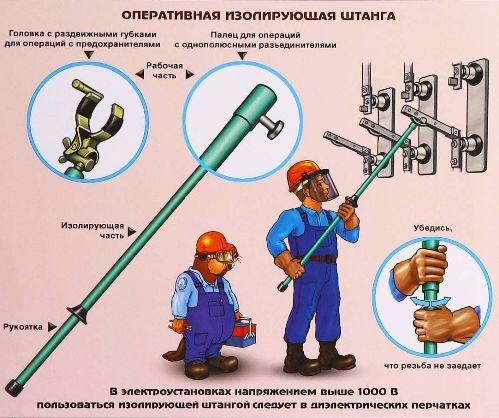 ОПЕРАТИВНАЯ ИЗОЛИРУЮЩАЯ ШТАНГА
Головка с раздвижными губками
для операций с предохранителями
Палец для операций
с однополюсными разъединителями
Рабочая
часть
Изолирующая
часть
Рукоятка
Убедись,
что резьба не заедает
В электроустановках напряжением выше 1000 В
пользоваться изолирующей штангой следует в диэлектрических перчатках